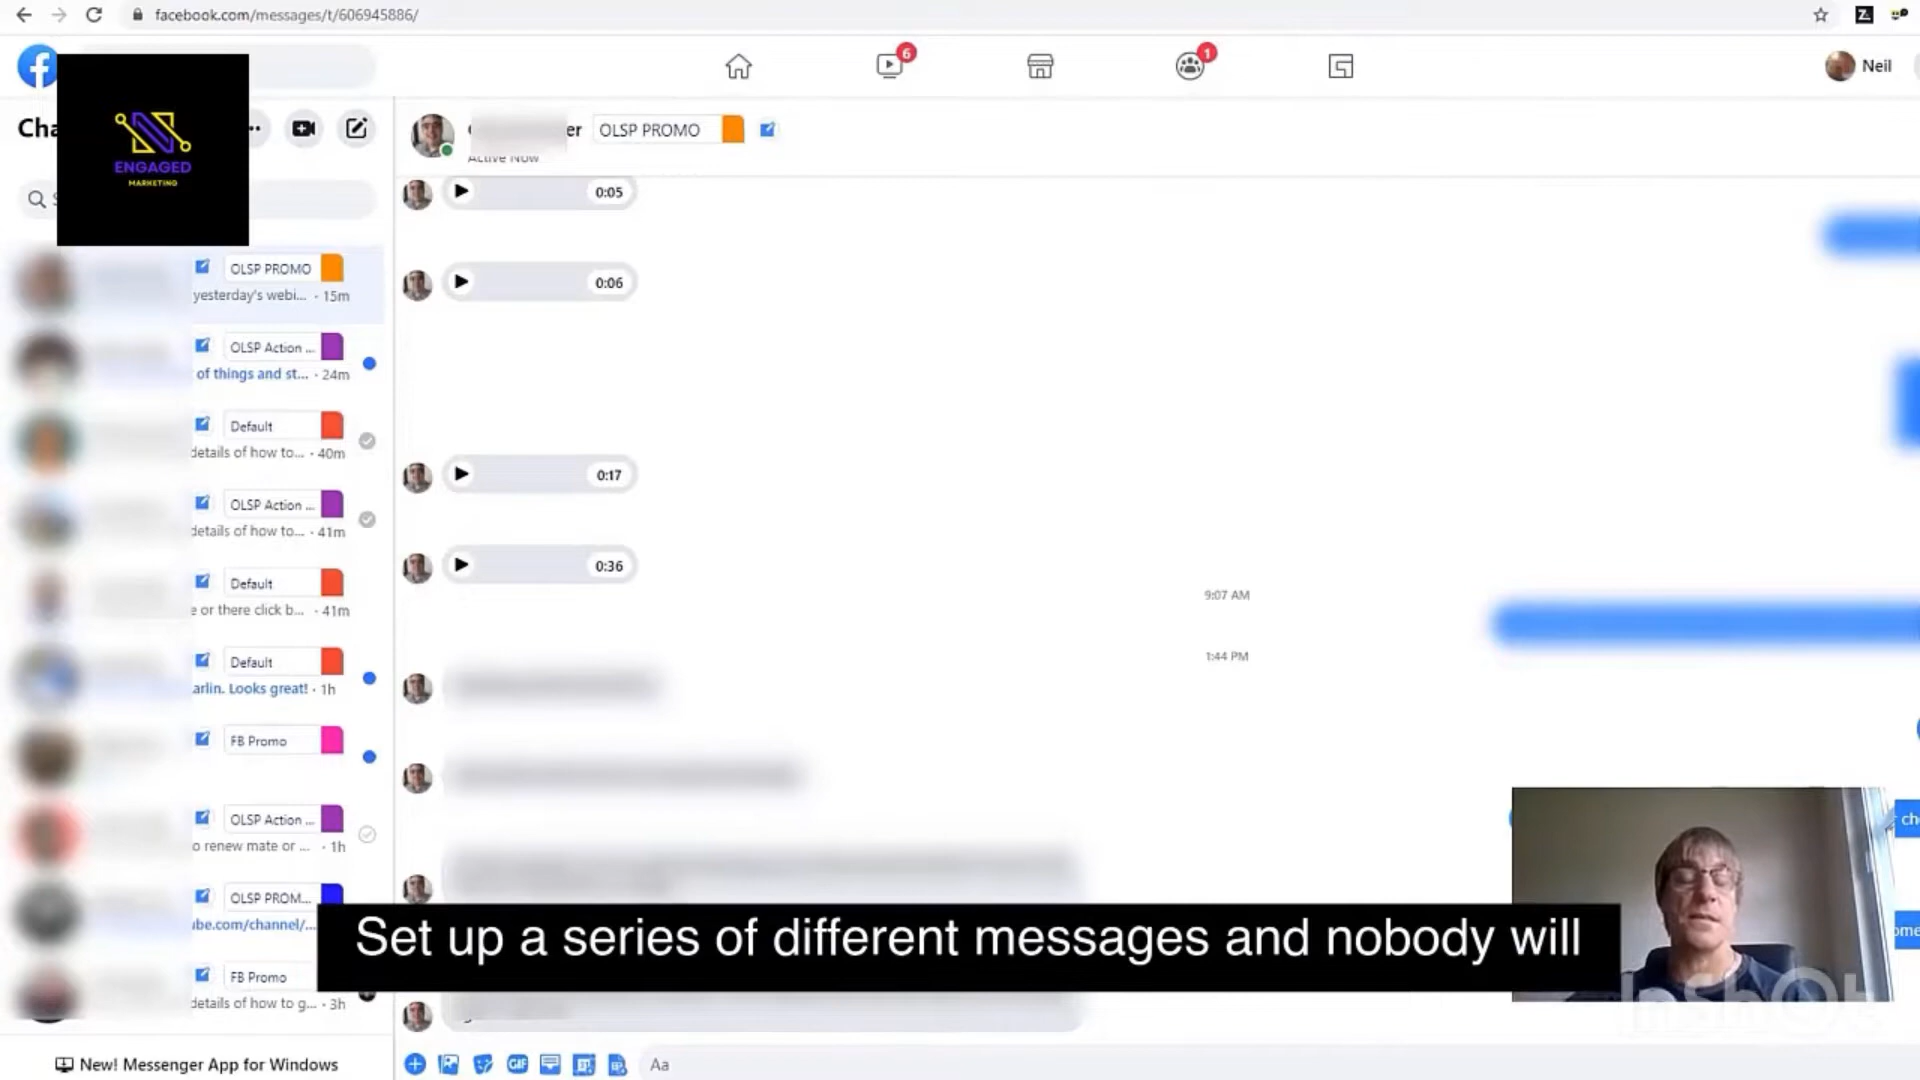 facebook.com/messages/t/606945886/
6
1
Neil
ENGAGED
MARKETING
er
OLSP PROMO
Active Now
OLSP PROMO
yesterday's webi... · 15m
OLSP Action ...
of things and st... · 24m
Default
details of how to... · 40m
OLSP Action ...
details of how to... · 41m
Default
e or there click b... · 41m
Default
arlin. Looks great! · 1h
FB Promo
OLSP Action ...
o renew mate or ... · 1h
OLSP PROM...
be.com/channel/...
FB Promo
details of how to g... · 3h
New! Messenger App for Windows
0:05
0:06
0:17
0:36
9:07 AM
1:44 PM
Set up a series of different messages and nobody will
GIF
Aa
InShOt